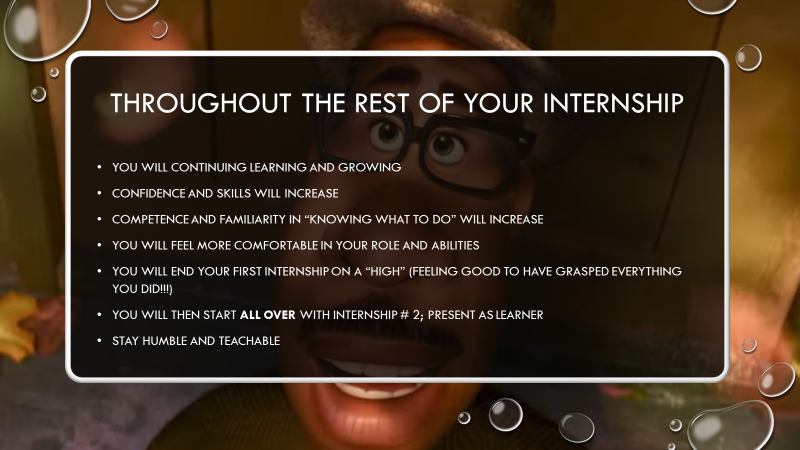 THROUGHOUT THE REST OF YOUR INTERNSHIP
• YOU WILL CONTINUING LEARNING AND GROWING
• CONFIDENCE AND SKILLS WILL INCREASE
• COMPETENCE AND FAMILIARITY IN “KNOWING WHAT TO DO” WILL INCREASE
• YOU WILL FEEL MORE COMFORTABLE IN YOUR ROLE AND ABILITIES
• YOU WILL END YOUR FIRST INTERNSHIP ON A “HIGH” (FEELING GOOD TO HAVE GRASPED EVERYTHING
YOU DID!!!)
• YOU WILL THEN START ALL OVER WITH INTERNSHIP # 2; PRESENT AS LEARNER
• STAY HUMBLE AND TEACHABLE